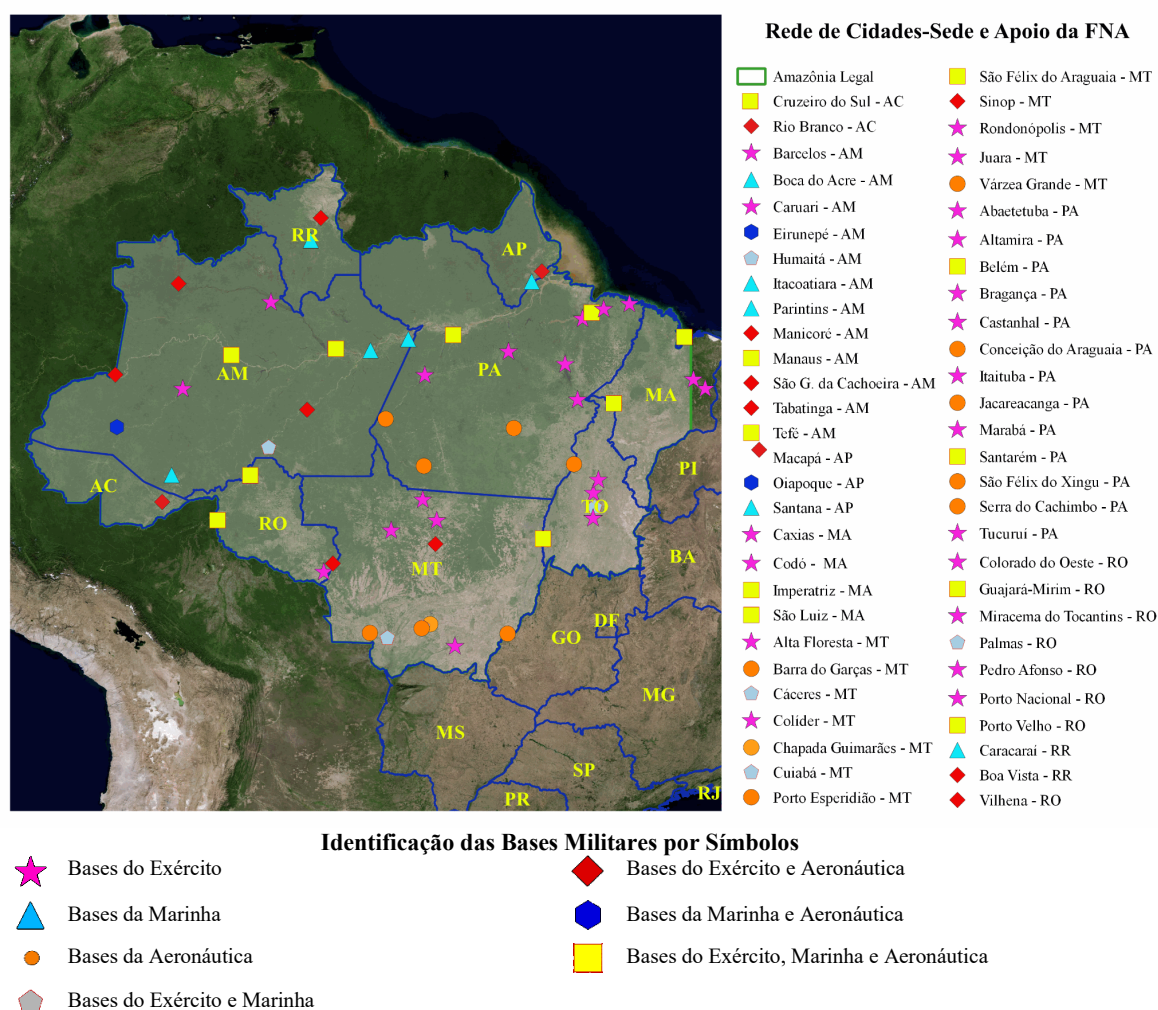 Rede de Cidades-Sede e Apoio da FNA
Amazônia Legal
Cruzeiro do Sul - AC
Rio Branco - AC
Barcelos - AM
Boca do Acre - AM
Caruari - AM
Eirunepé - AM
Humaitá - AM
Itacoatiara - AM
Parintins - AM
Manicoré - AM
Manaus - AM
São G. da Cachoeira - AM
Tabatinga - AM
Tefé - AM
Macapá - AP
Oiapoque - AP
Santana - AP
Caxias - MA
Codó - MA
Imperatriz - MA
São Luiz - MA
Alta Floresta - MT
Barra do Garças - MT
Cáceres - MT
Colíder - MT
Chapada Guimarães - MT
Cuiabá - MT
Porto Esperidião - MT
São Félix do Araguaia - MT
Sinop - MT
Rondonópolis - MT
Juara - MT
Várzea Grande - MT
Abaetetuba - PA
Altamira - PA
Belém - PA
Bragança - PA
Castanhal - PA
Conceição do Araguaia - PA
Itaituba - PA
Jacareacanga - PA
Marabá - PA
Santarém - PA
São Félix do Xingu - PA
Serra do Cachimbo - PA
Tucuruí - PA
Colorado do Oeste - RO
Guajará-Mirim - RO
Miracema do Tocantins - RO
Palmas - RO
Pedro Afonso - RO
Porto Nacional - RO
Porto Velho - RO
Caracaraí - RR
Boa Vista - RR
Vilhena - RO
RR
AP
AM
PA
MA
PI
AC
TO
RO
MT
BA
DF
GO
MG
MS
SP
PR
RJ
Identificação das Bases Militares por Símbolos
Bases do Exército
Bases da Marinha
Bases da Aeronáutica
Bases do Exército e Marinha
Bases do Exército e Aeronáutica
Bases da Marinha e Aeronáutica
Bases do Exército, Marinha e Aeronáutica